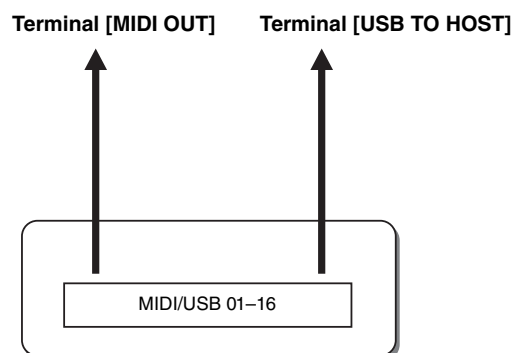 Terminal [MIDI OUT]
Terminal [USB TO HOST]
MIDI/USB 01–16